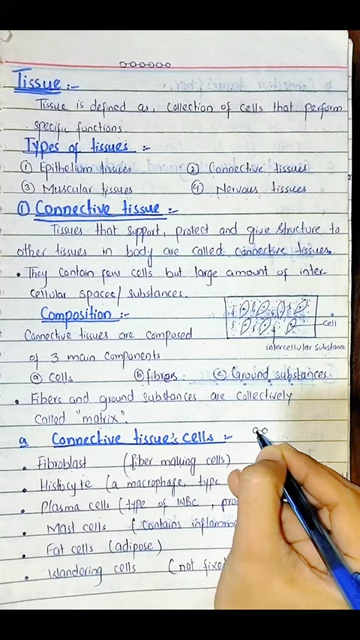 Tissue :-
Tissue is defined as, collection of cells that perform
specific functions.
Types of tissues :-
① Epithelium tissues ② Connective tissues
③ Muscular tissues ④ Nervous tissues
① Connective tissue :-
Tissues that support, protect and give structure to
other tissues in body are called connective tissues.
• They contain few cells but large amount of inter-
cellular spaces/ substances.
Composition :-
Connective tissues are composed
of 3 main components
cell
intercellular substance
ⓐ cells ⓑ fibers ⓒ Ground substances
• Fibers and ground substances are collectively
called "matrix"
a Connective tissue's cells :-
• Fibroblast (fiber making cells)
• Histocyte (a macrophage, type
• Plasma cells (type of WBC,
• Mast cells (contains
• Fat cells (adipose)
• Wandering cells (not